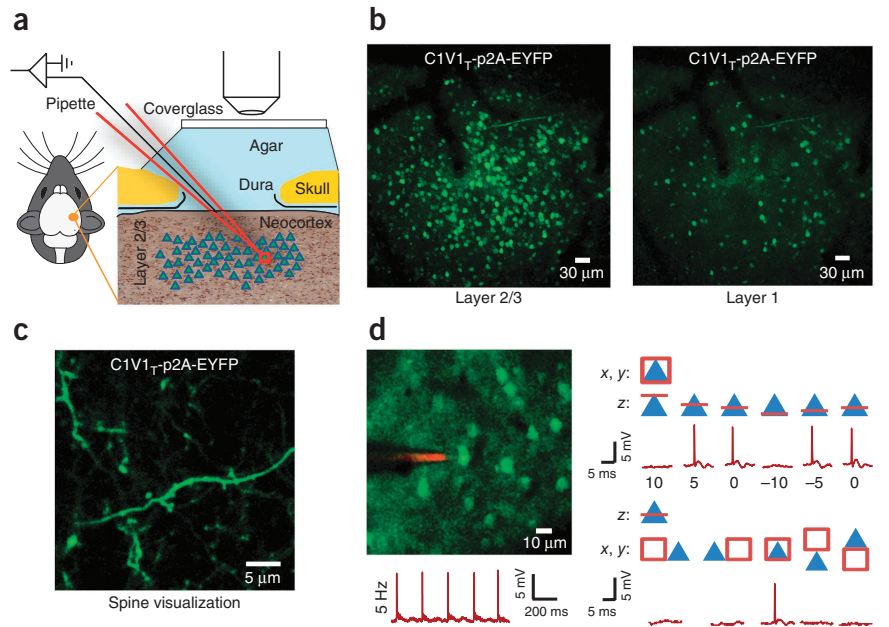 a
Pipette
Coverglass
Agar
Dura
Skull
Neocortex
Layer 2/3
b
C1V1T-p2A-EYFP
30 μm
Layer 2/3
C1V1T-p2A-EYFP
30 μm
Layer 1
c
C1V1T-p2A-EYFP
5 μm
Spine visualization
d
10 μm
5 Hz
5 mV
200 ms
x, y:
z:
5 mV
5 ms
10 5 0 –10 –5 0
z:
x, y:
5 mV
5 ms